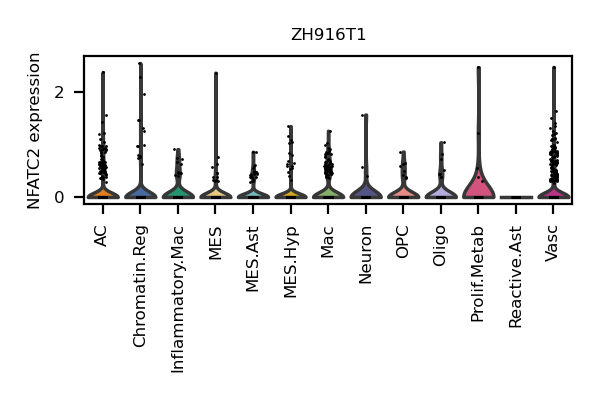 ZH916T1
NFATC2 expression
2
0
AC
Chromatin.Reg
Inflammatory.Mac
MES
MES.Ast
MES.Hyp
Mac
Neuron
OPC
Oligo
Prolif.Metab
Reactive.Ast
Vasc